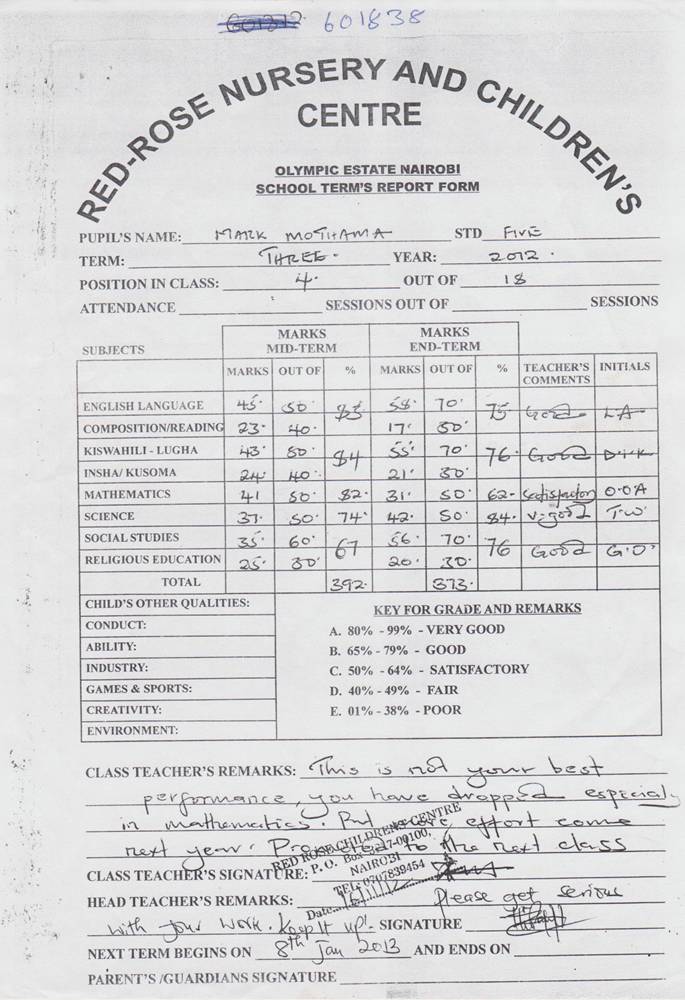 601838
RED-ROSE NURSERY AND CHILDREN'S
CENTRE
OLYMPIC ESTATE NAIROBI
SCHOOL TERM'S REPORT FORM
PUPIL'S NAME: MARK MOTHAMA STD FIVE
TERM: THREE. YEAR: 2012.
POSITION IN CLASS: 4. OUT OF 18
ATTENDANCE SESSIONS OUT OF SESSIONS
SUBJECTS MARKS MID-TERM MARKS END-TERM
MARKS OUT OF % MARKS OUT OF % TEACHER'S COMMENTS INITIALS
ENGLISH LANGUAGE 45. 50. 58. 70. 75. Good L.A
COMPOSITION/READING 23. 40. 17. 30.
KISWAHILI - LUGHA 43. 50. 84 55. 70. 76. Good
INSHA/ KUSOMA 24. 40. 21. 30.
MATHEMATICS 41 50. 82. 31. 50. 62. Satisfactory O.O.A
SCIENCE 37. 50. 74. 42. 50. 84. V.good T.W.
SOCIAL STUDIES 35. 60. 67 56. 70. 76 Good G.O.
RELIGIOUS EDUCATION 25. 30. 20. 30.
TOTAL 392. 373.
CHILD'S OTHER QUALITIES:
CONDUCT:
ABILITY:
INDUSTRY:
GAMES & SPORTS:
CREATIVITY:
ENVIRONMENT:
KEY FOR GRADE AND REMARKS
A. 80% - 99% - VERY GOOD
B. 65% - 79% - GOOD
C. 50% - 64% - SATISFACTORY
D. 40% - 49% - FAIR
E. 01% - 38% - POOR
CLASS TEACHER'S REMARKS: This is not your best
performance, you have dropped especialy
in mathematics. Put more effort come
next year. Promoted to the next class
RED ROSE CHILDREN'S CENTRE
P. O. Box 00100,
NAIROBI
TEL: 0707839454
Date
CLASS TEACHER'S SIGNATURE:
HEAD TEACHER'S REMARKS: Please get serious
with your work. Keep it up! SIGNATURE
NEXT TERM BEGINS ON 8th Jan 2013 AND ENDS ON
PARENT'S /GUARDIANS SIGNATURE